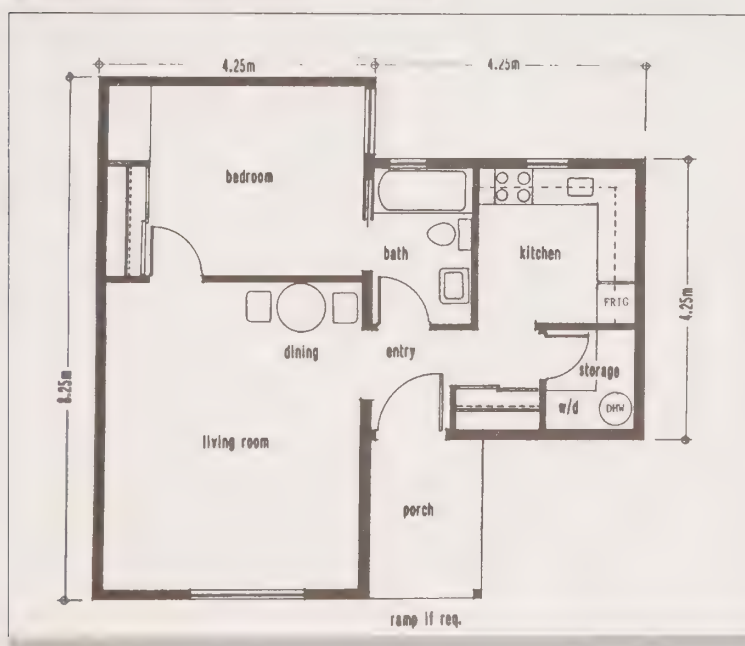 4.25m
4.25m
bedroom
bath
kitchen
FRIG
4.25m
dining
entry
storage
8.25m
w/d
DHW
living room
porch
ramp if req.